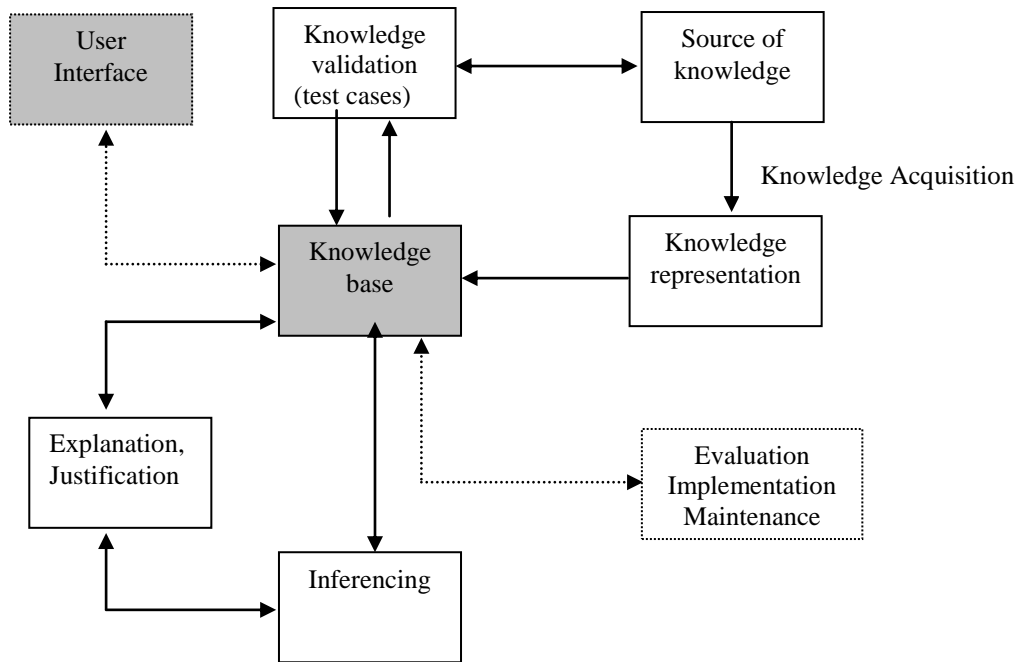 User
Interface
Knowledge
validation
(test cases)
Source of
knowledge
Knowledge Acquisition
Knowledge
base
Knowledge
representation
Explanation,
Justification
Evaluation
Implementation
Maintenance
Inferencing